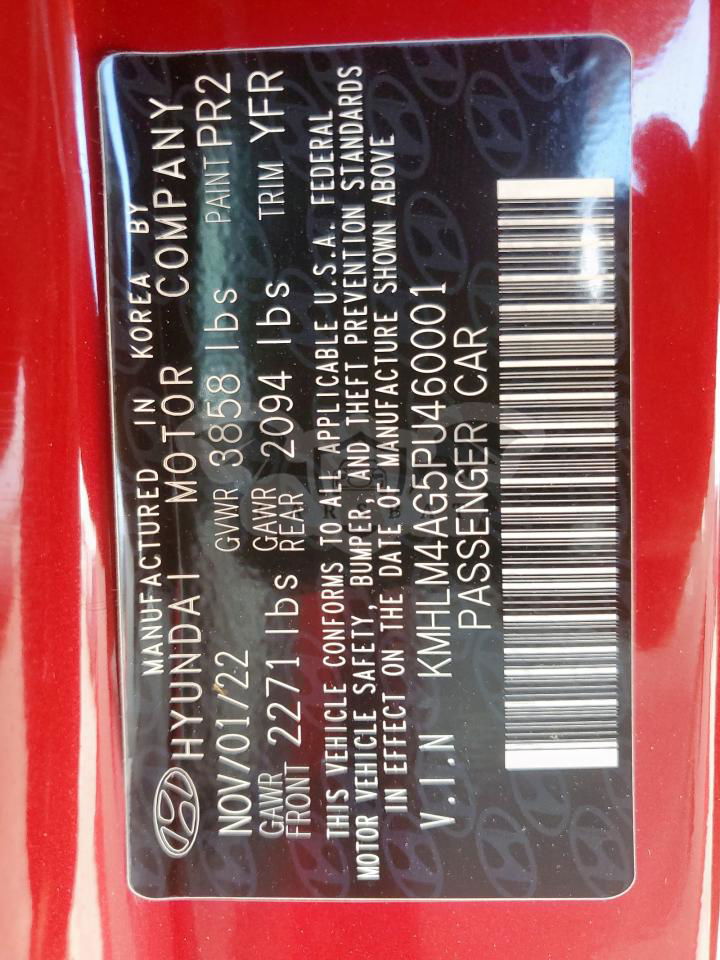 MANUFACTURED IN KOREA BY
HYUNDAI MOTOR COMPANY
NOV/01/22 GVWR 3858 lbs PAINT PR2
GAWR FRONT 2271 lbs GAWR REAR 2094 lbs TRIM YFR
THIS VEHICLE CONFORMS TO ALL APPLICABLE U.S.A. FEDERAL
MOTOR VEHICLE SAFETY, BUMPER, AND THEFT PREVENTION STANDARDS
IN EFFECT ON THE DATE OF MANUFACTURE SHOWN ABOVE
V.I.N KMHLM4AG5PU460001
PASSENGER CAR